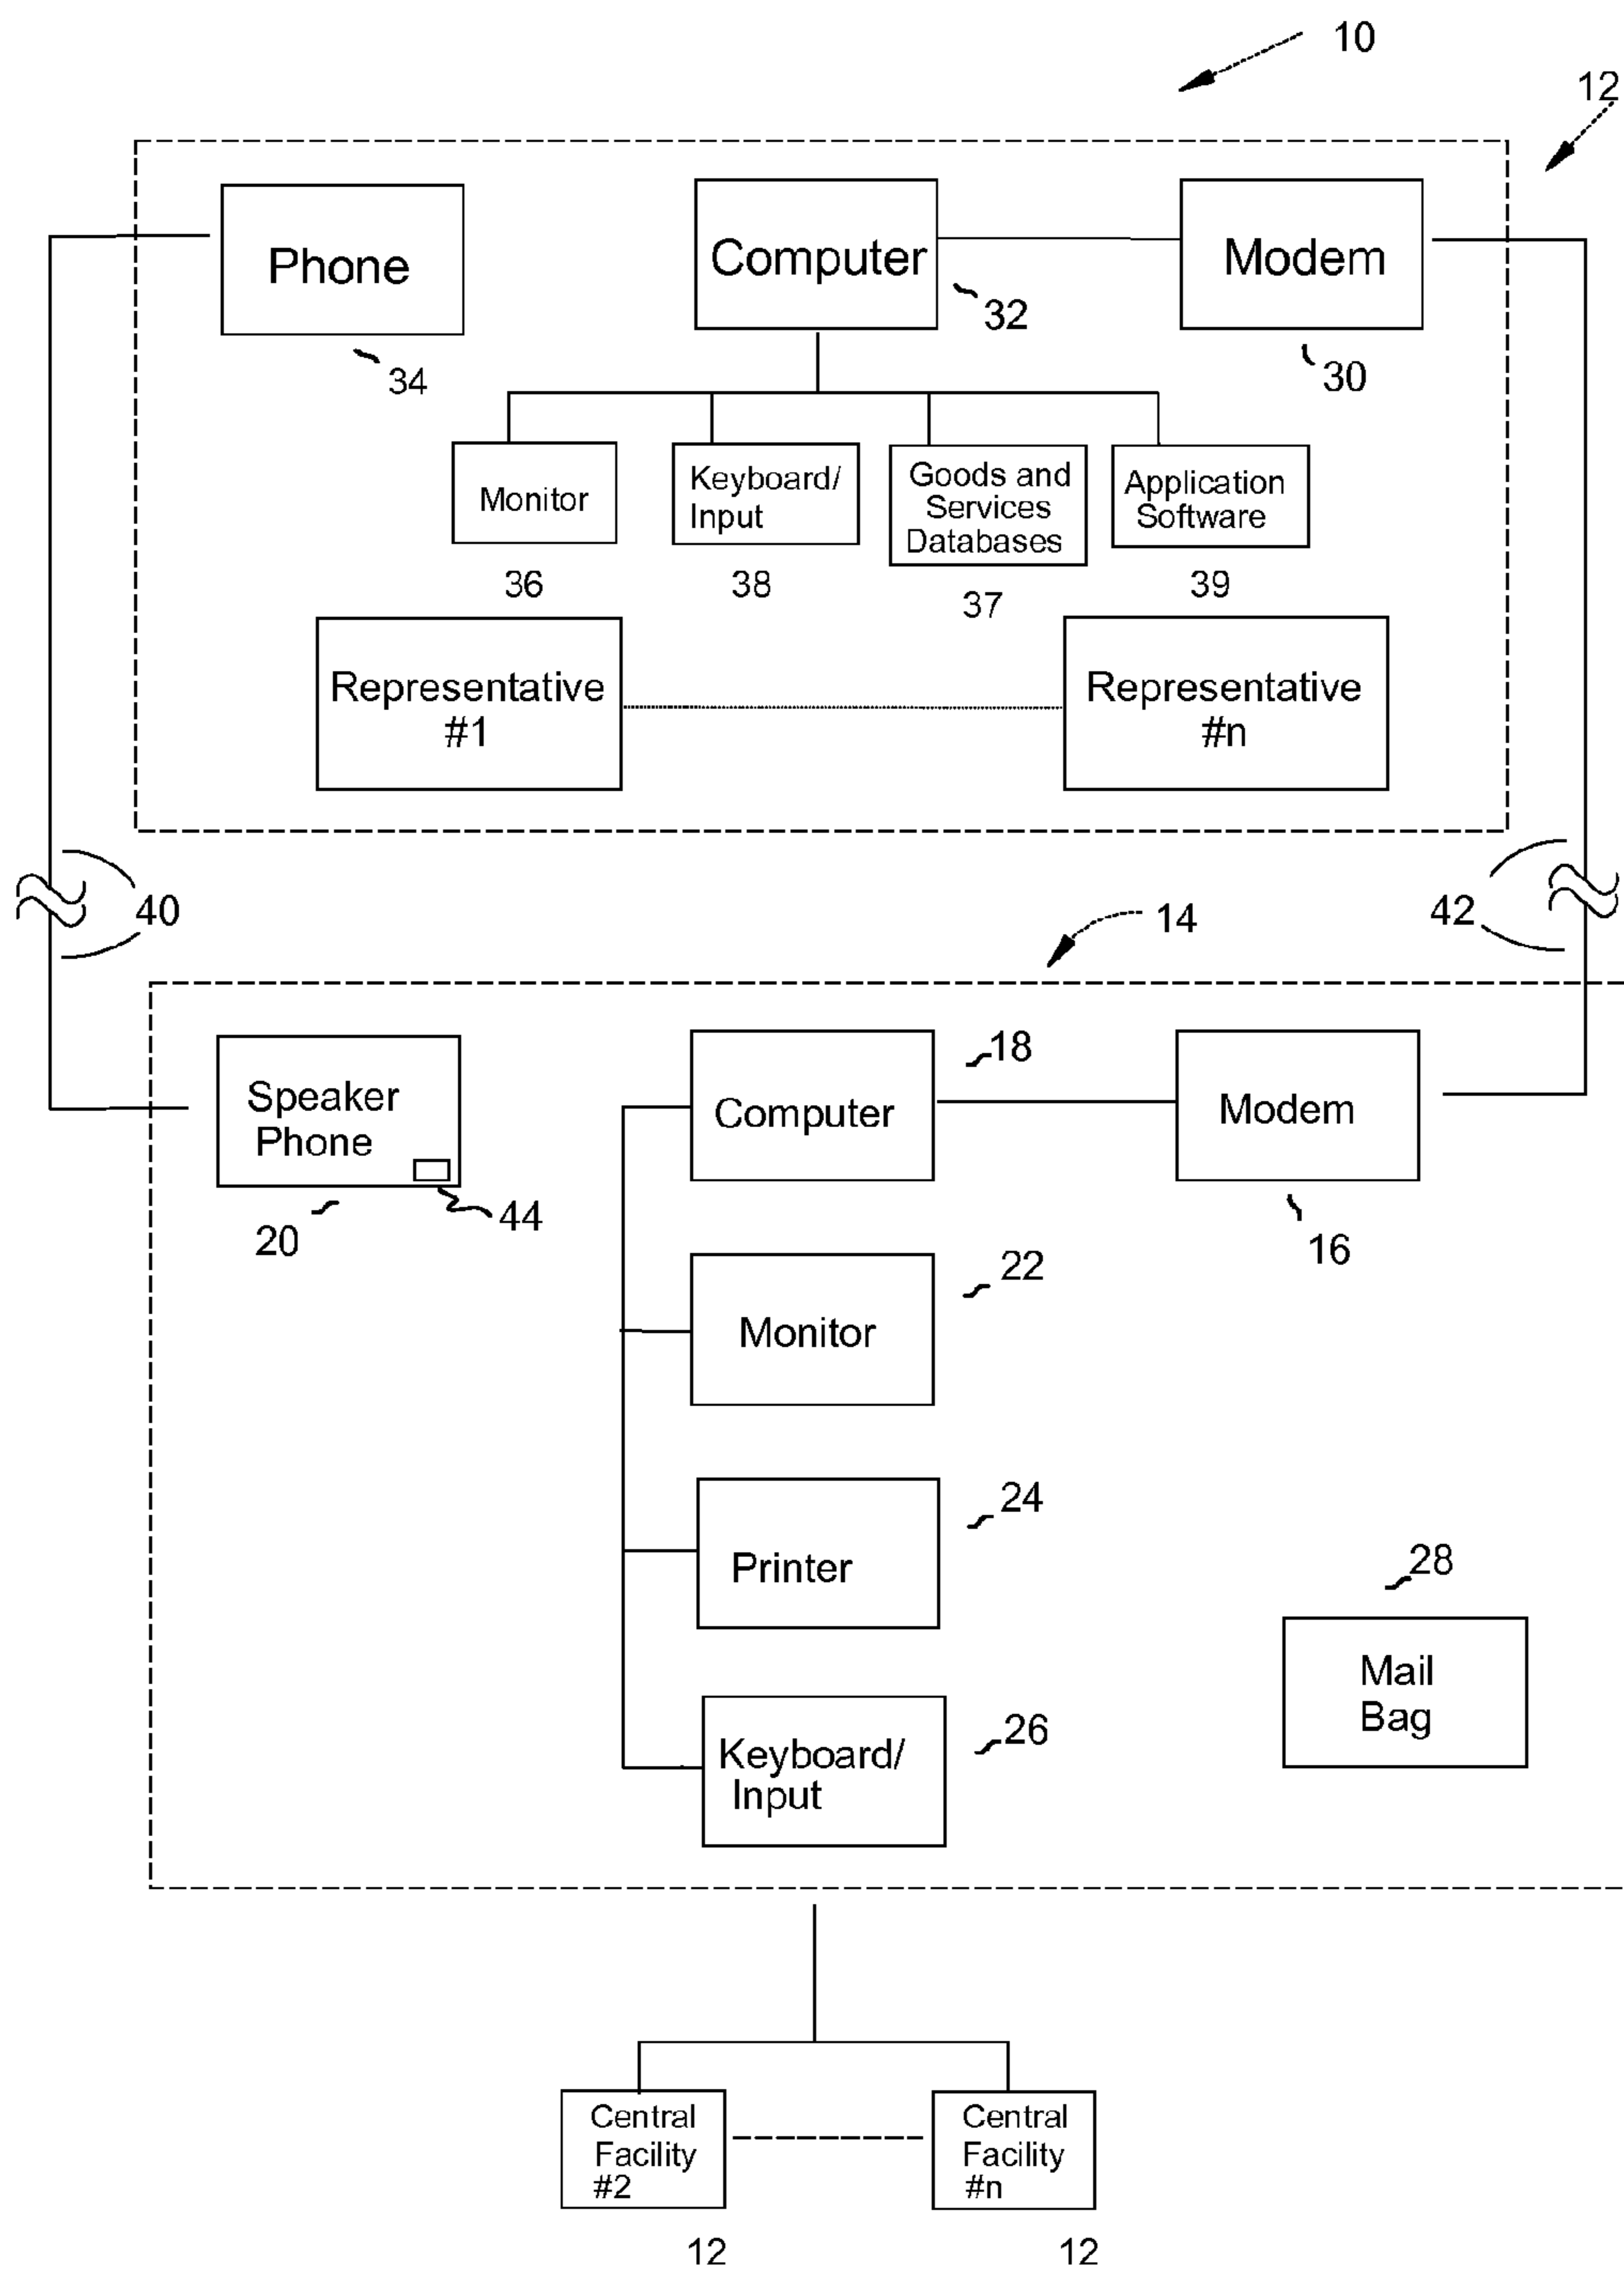 10
12
Phone
Computer
Modem
32
34
30
Monitor
Keyboard/
Input
Goods and
Services
Databases
Application
Software
36
38
37
39
Representative
#1
Representative
#n
40
42
14
Speaker
Phone
18
Computer
Modem
44
20
16
22
Monitor
24
Printer
28
Mail
Bag
26
Keyboard/
Input
Central
Facility
#2
Central
Facility
#n
12
12